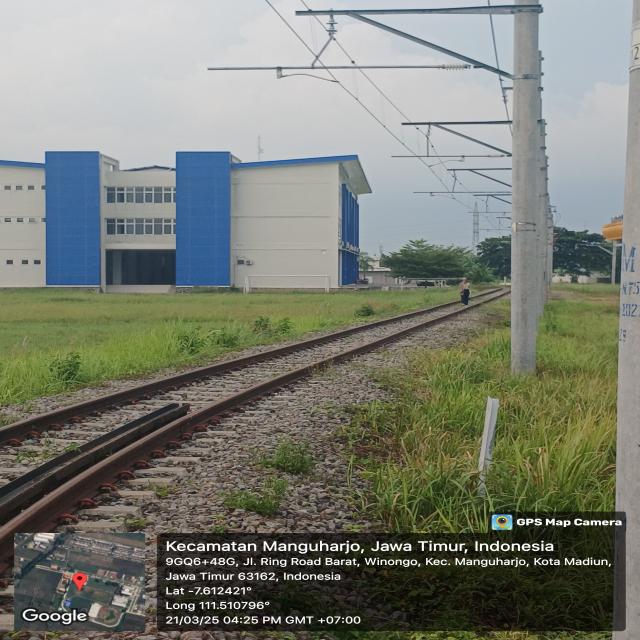 M
GPS Map Camera
Kecamatan Manguharjo, Jawa Timur, Indonesia
9GQ6+48G, Jl. Ring Road Barat, Winongo, Kec. Manguharjo, Kota Madiun,
Jawa Timur 63162, Indonesia
Lat -7.612421°
Long 111.510796°
21/03/25 04:25 PM GMT +07:00
Google